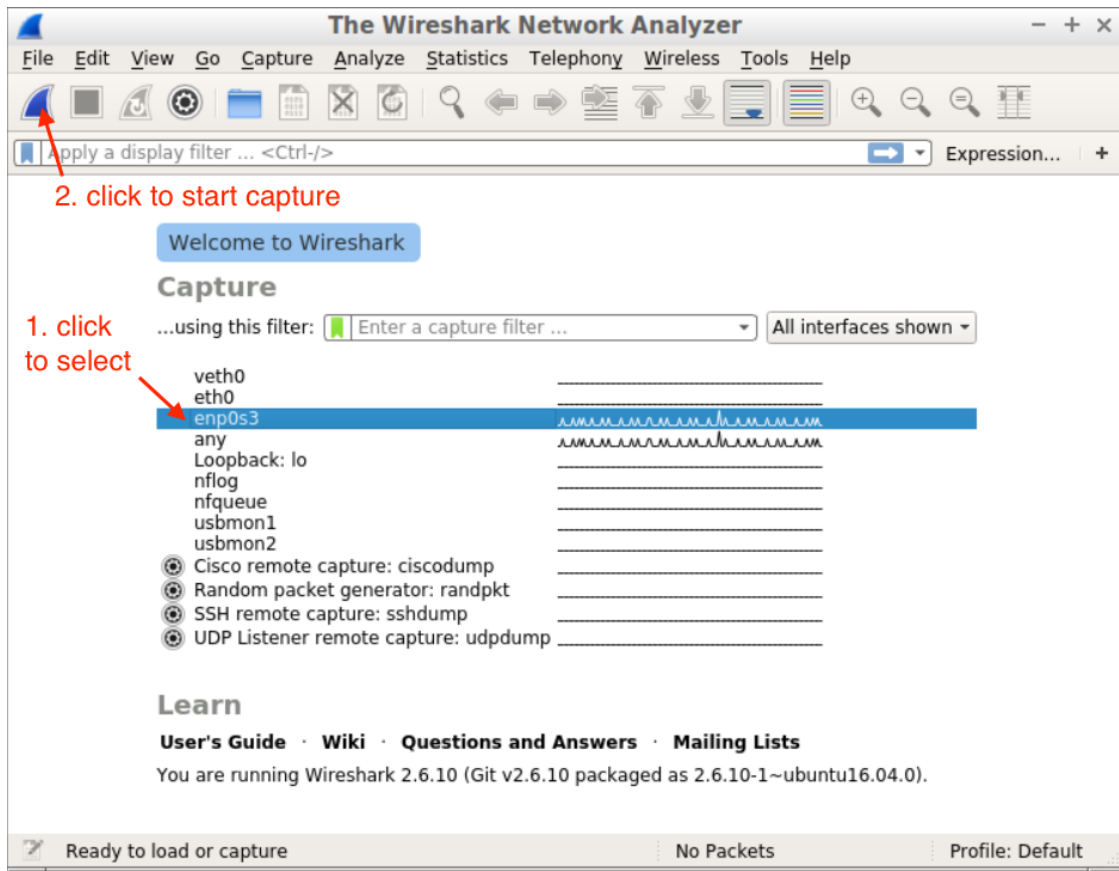 The Wireshark Network Analyzer
File Edit View Go Capture Analyze Statistics Telephony Wireless Tools Help
Apply a display filter ... <Ctrl-/> Expression... +
2. click to start capture
Welcome to Wireshark
Capture
...using this filter: Enter a capture filter ... All interfaces shown
1. click
to select
veth0
eth0
enp0s3
any
Loopback: lo
nflog
nfqueue
usbmon1
usbmon2
Cisco remote capture: ciscodump
Random packet generator: randpkt
SSH remote capture: sshdump
UDP Listener remote capture: udpdump
Learn
User's Guide · Wiki · Questions and Answers · Mailing Lists
You are running Wireshark 2.6.10 (Git v2.6.10 packaged as 2.6.10-1~ubuntu16.04.0).
Ready to load or capture No Packets Profile: Default